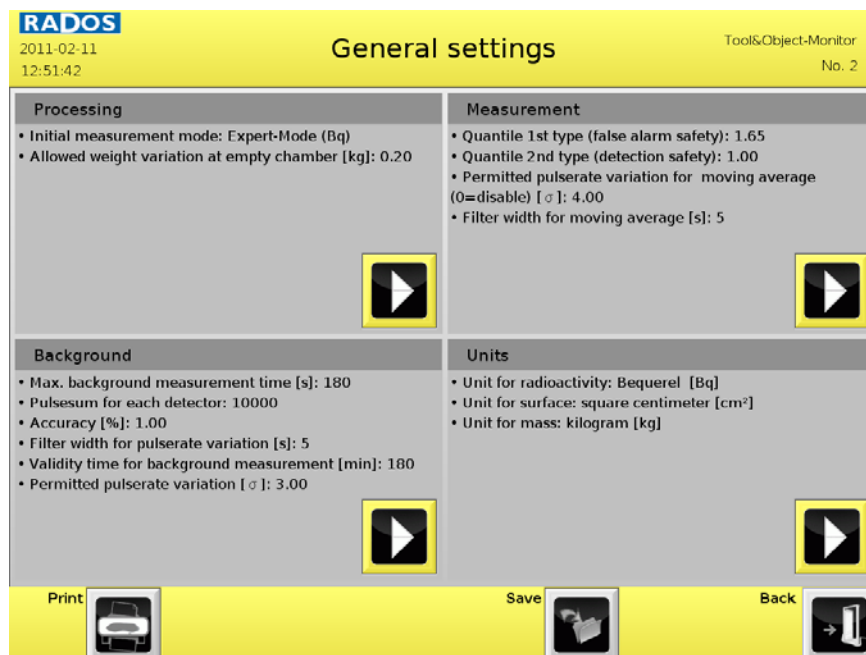 RADOS
2011-02-11
12:51:42
General settings
Tool&Object-Monitor
No. 2
Processing
• Initial measurement mode: Expert-Mode (Bq)
• Allowed weight variation at empty chamber [kg]: 0.20
Measurement
• Quantile 1st type (false alarm safety): 1.65
• Quantile 2nd type (detection safety): 1.00
• Permitted pulserate variation for moving average
(0=disable) [σ]: 4.00
• Filter width for moving average [s]: 5
Background
• Max. background measurement time [s]: 180
• Pulsesum for each detector: 10000
• Accuracy [%]: 1.00
• Filter width for pulserate variation [s]: 5
• Validity time for background measurement [min]: 180
• Permitted pulserate variation [σ]: 3.00
Units
• Unit for radioactivity: Bequerel [Bq]
• Unit for surface: square centimeter [cm²]
• Unit for mass: kilogram [kg]
Print
Save
Back